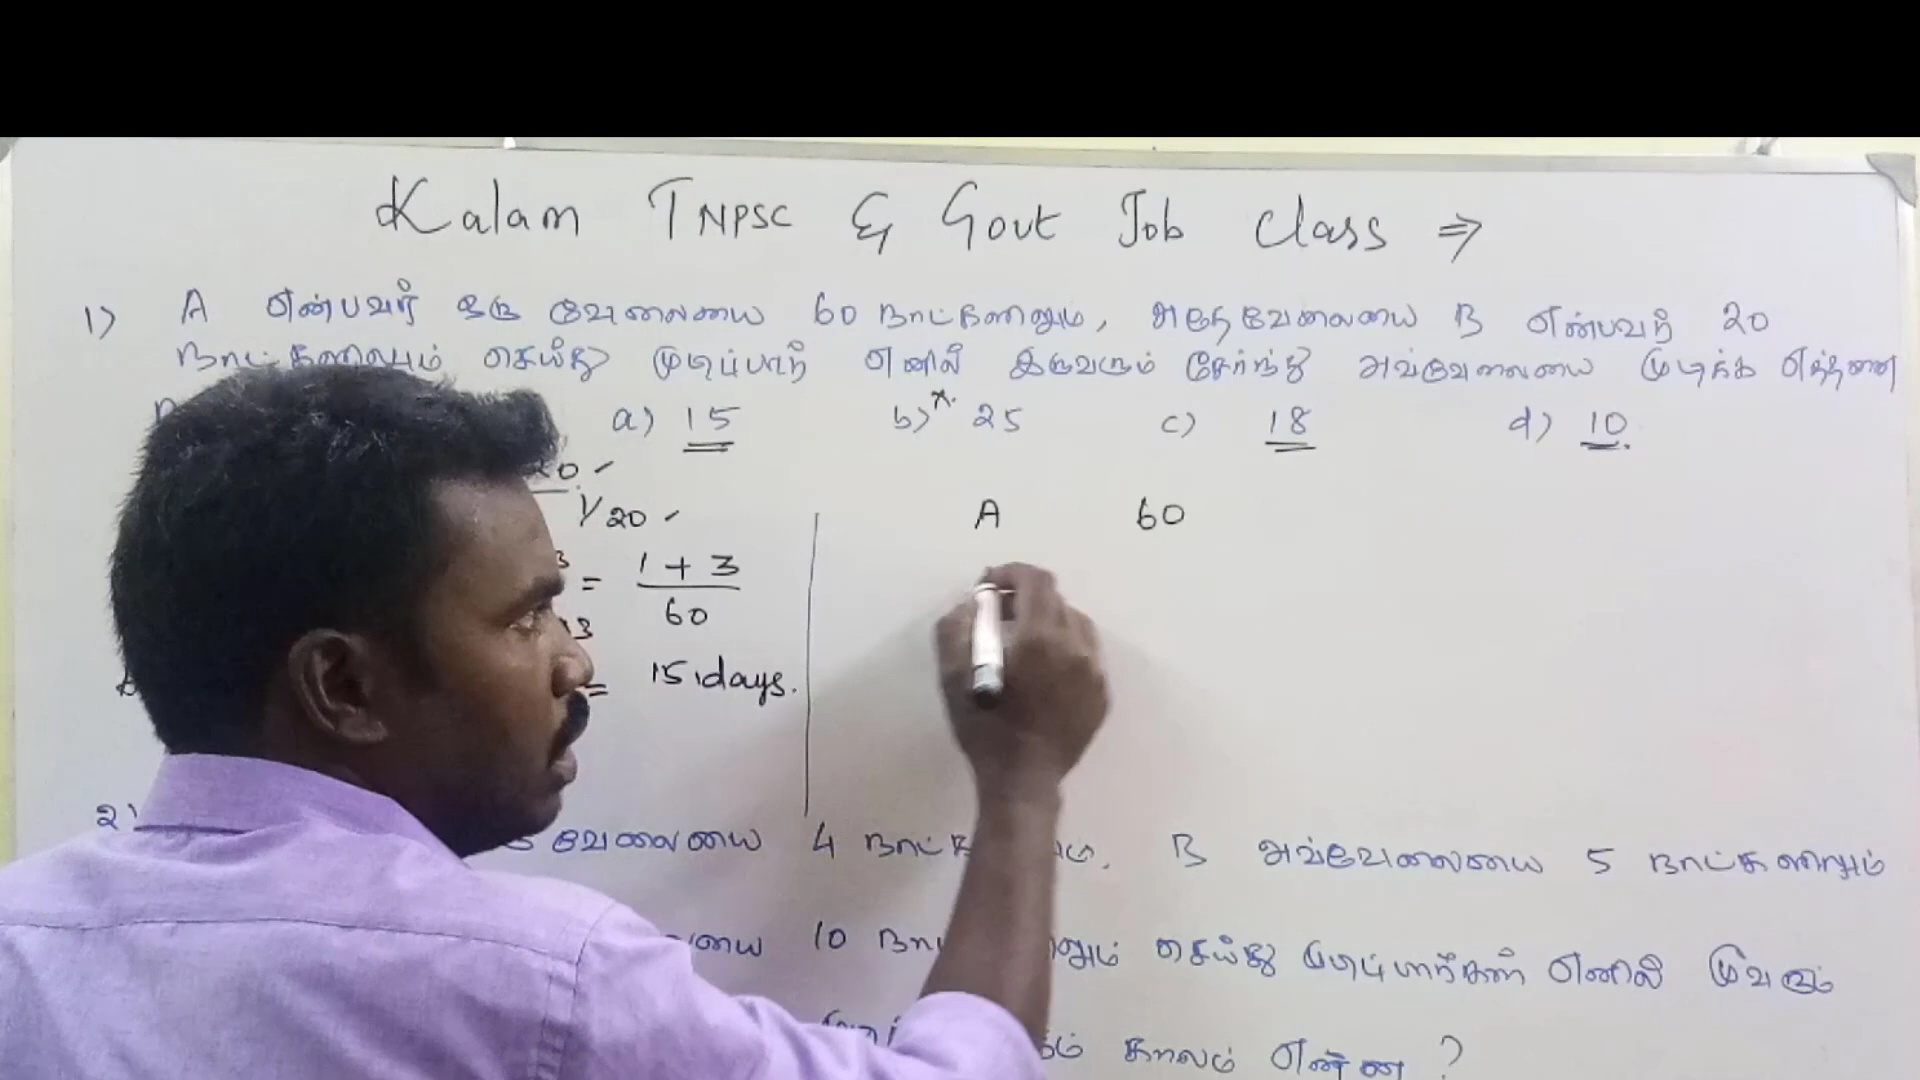 Kalam TNPSC & Govt Job Class ⇒
1) A என்பவர் ஒரு வேலையை 60 நாட்களிலும், அதேவேலையை B என்பவர் 20
நாட்களிலும் செய்து முடிப்பார் எனில் இருவரும் சேர்ந்து அவ்வேலையை முடிக்க எத்தனை
a) 15 b) 25 c) 18 d) 10
1/20
A 60
= 1 + 3
60
= 15 days.
2)
வேலையை 4 B அவ்வேலையை 5 நாட்களிலும்
10 செய்து முடிப்பார்கள் எனில் மூவரும்
காலம் என்ன ?